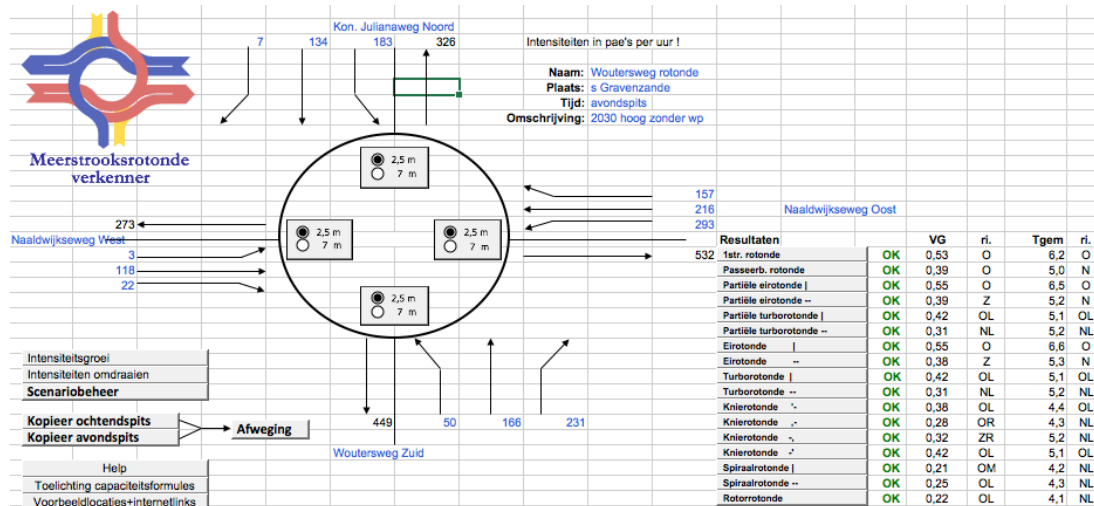 Kon. Julianaweg Noord
7 134 183 326
Intensiteiten in pae's per uur !
Naam: Woutersweg rotonde
Plaats: s Gravenzande
Tijd: avondspits
Omschrijving: 2030 hoog zonder wp
Meerstrooksrotonde
verkenner
2,5 m
7 m
157
216 Naaldwijkseweg Oost
293
273
Naaldwijkseweg West
3
118
22
2,5 m
7 m
2,5 m
7 m
532
2,5 m
7 m
Resultaten VG ri. Tgem ri.
1str. rotonde OK 0,53 O 6,2 O
Passeerb. rotonde OK 0,39 O 5,0 N
Partiële eirotonde | OK 0,55 O 6,5 O
Partiële eirotonde -- OK 0,39 Z 5,2 N
Partiële turborotonde | OK 0,42 OL 5,1 OL
Partiële turborotonde -- OK 0,31 NL 5,2 NL
Eirotonde | OK 0,55 O 6,6 O
Eirotonde -- OK 0,38 Z 5,3 N
Turborotonde | OK 0,42 OL 5,1 OL
Turborotonde -- OK 0,31 NL 5,2 NL
Knierotonde '- OK 0,38 OL 4,4 OL
Knierotonde .- OK 0,28 OR 4,3 NL
Knierotonde -, OK 0,32 ZR 5,2 NL
Knierotonde -' OK 0,42 OL 5,1 OL
Spiraalrotonde | OK 0,21 OM 4,2 NL
Spiraalrotonde -- OK 0,25 OL 4,3 NL
Rotorrotonde OK 0,22 OL 4,1 NL
Intensiteitsgroei
Intensiteiten omdraaien
Scenariobeheer
Kopieer ochtendspits
Kopieer avondspits
Afweging
449 50 166 231
Woutersweg Zuid
Help
Toelichting capaciteitsformules
Voorbeeldlocaties+internetlinks